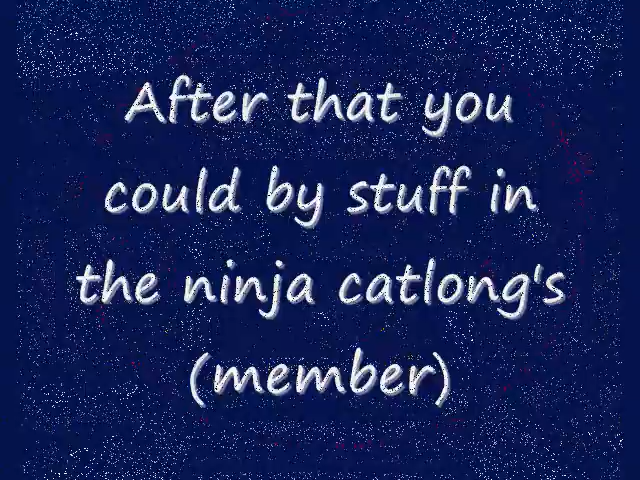 After that you
could by stuff in
the ninja catlong's
(member)